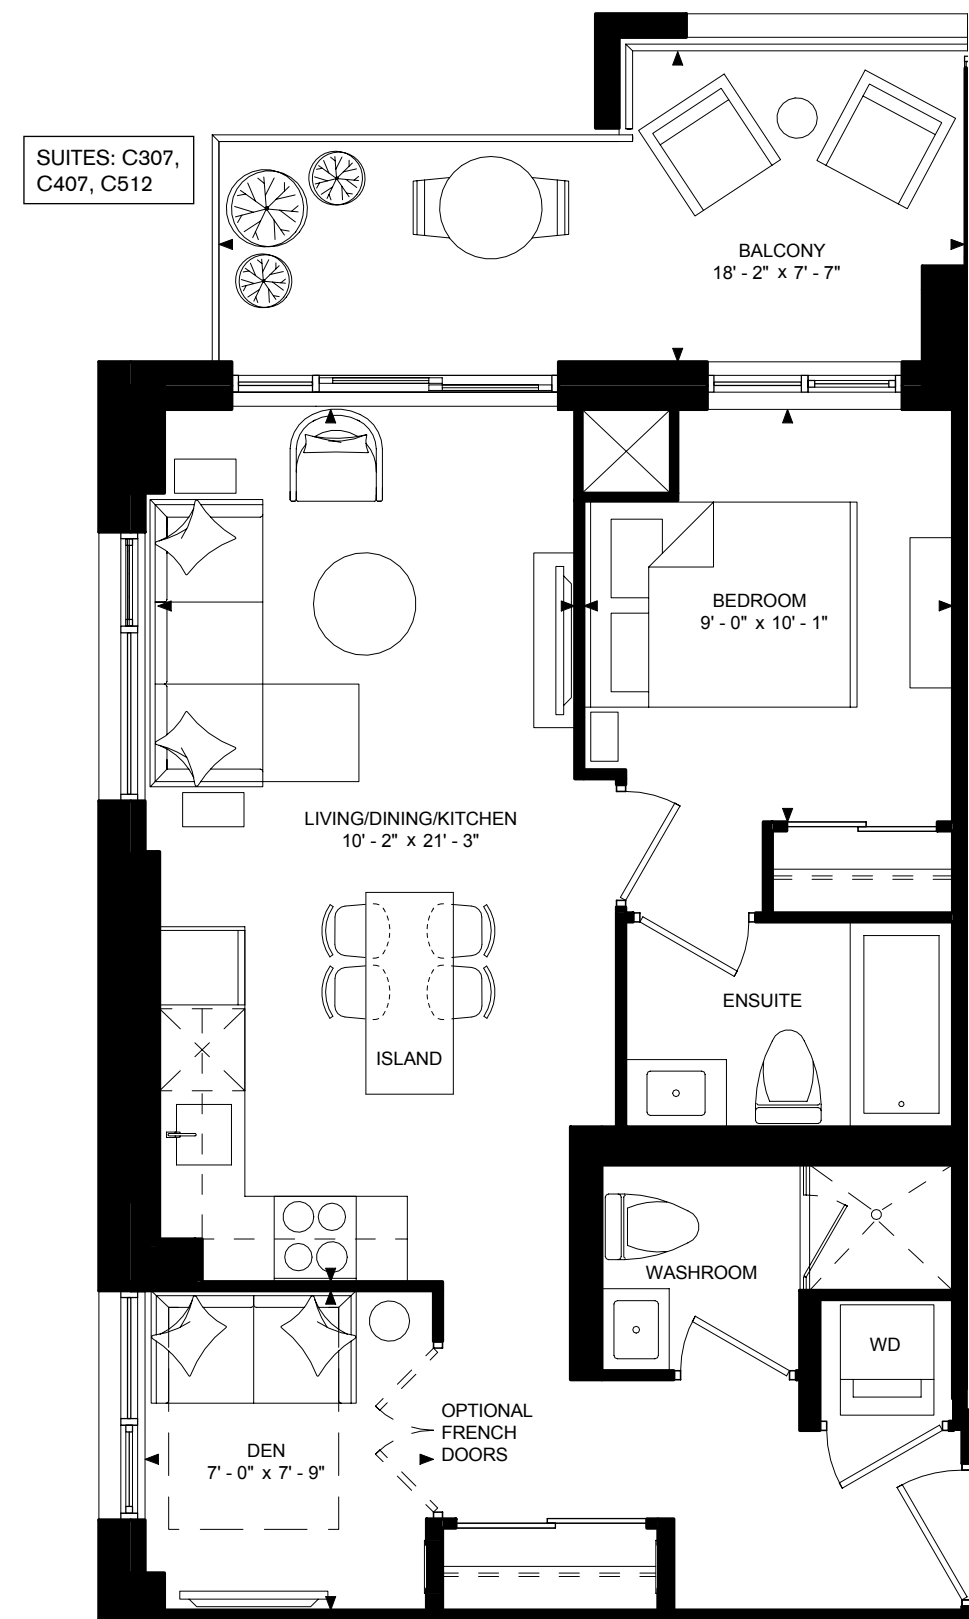 SUITES: C307,
C407, C512
BALCONY
18' - 2" x 7' - 7"
BEDROOM
9' - 0" x 10' - 1"
LIVING/DINING/KITCHEN
10' - 2" x 21' - 3"
ENSUITE
ISLAND
WASHROOM
WD
OPTIONAL
FRENCH
DOORS
DEN
7' - 0" x 7' - 9"